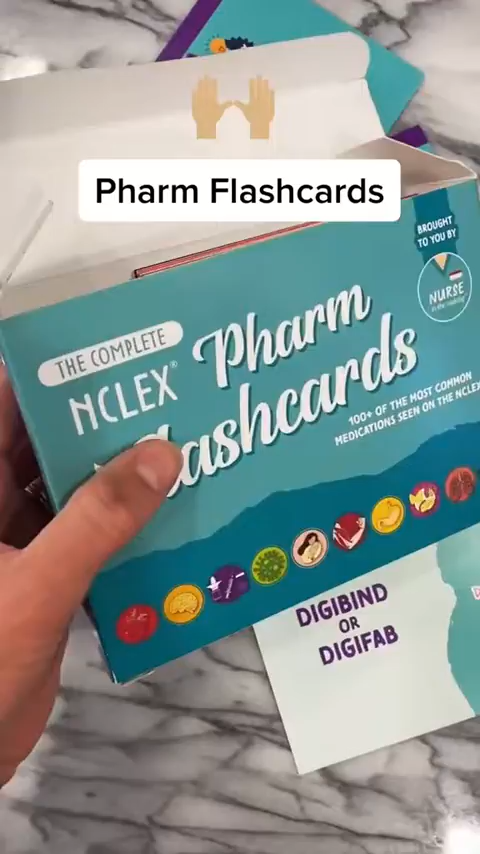 Pharm Flashcards
BROUGHT
TO YOU BY
NURSE
THE COMPLETE
NCLEX®
Pharm
Flashcards
100+ OF THE MOST COMMON
MEDICATIONS SEEN ON THE NCLEX
DIGIBIND
OR
DIGIFAB